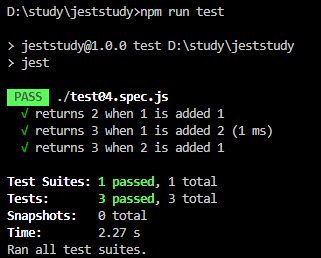 D:\study\jeststudy>npm run test
> jeststudy@1.0.0 test D:\study\jeststudy
> jest
PASS ./test04.spec.js
√ returns 2 when 1 is added 1
√ returns 3 when 1 is added 2 (1 ms)
√ returns 3 when 2 is added 1
Test Suites: 1 passed, 1 total
Tests: 3 passed, 3 total
Snapshots: 0 total
Time: 2.27 s
Ran all test suites.